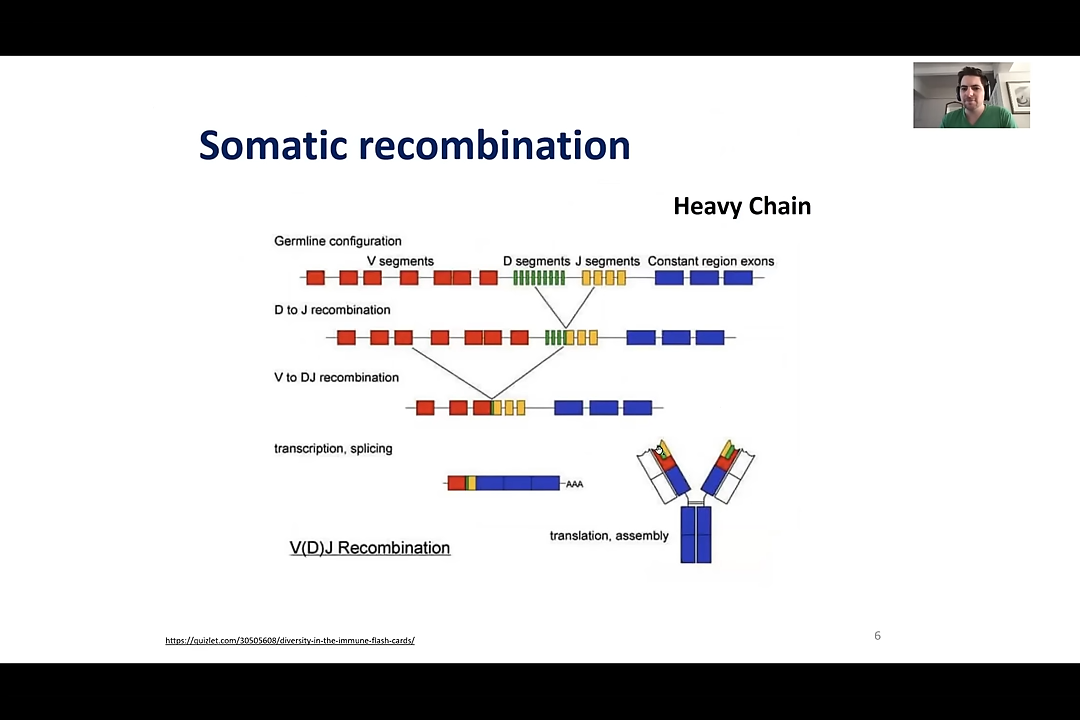 Somatic recombination
Heavy Chain
Germline configuration
V segments D segments J segments Constant region exons
D to J recombination
V to DJ recombination
transcription, splicing
AAA
translation, assembly
V(D)J Recombination
https://quizlet.com/30505608/diversity-in-the-immune-flash-cards/
6